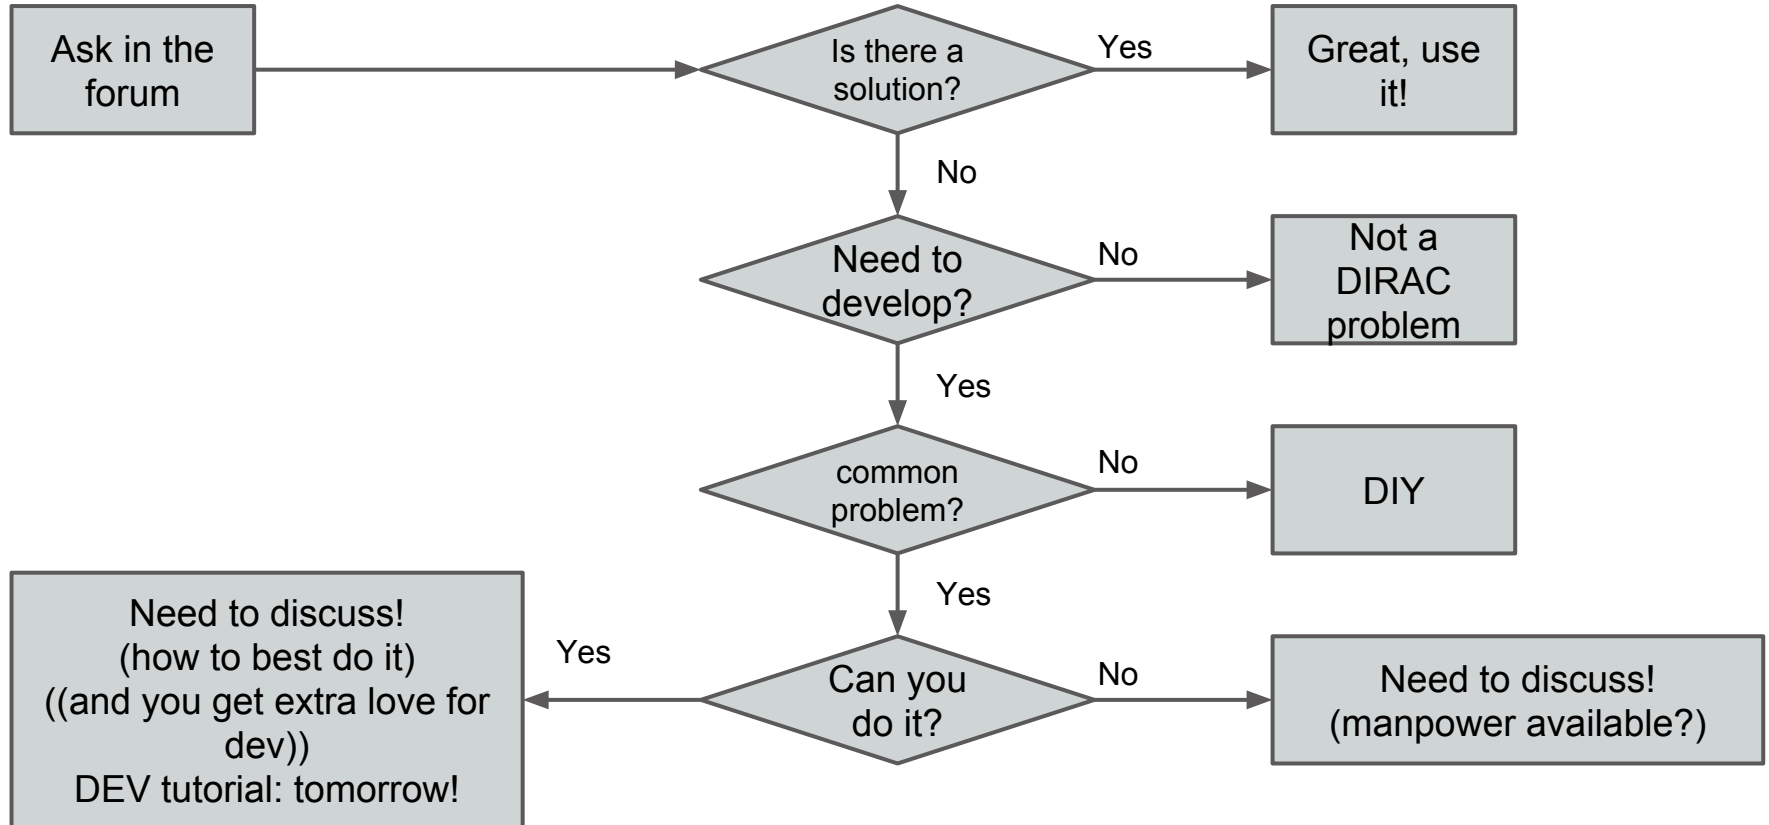 Ask in the
forum
Is there a
solution?
Yes
Great, use
it!
No
Need to
develop?
No
Not a
DIRAC
problem
Yes
common
problem?
No
DIY
Yes
Can you
do it?
Yes
Need to discuss!
(how to best do it)
((and you get extra love for
dev))
DEV tutorial: tomorrow!
No
Need to discuss!
(manpower available?)